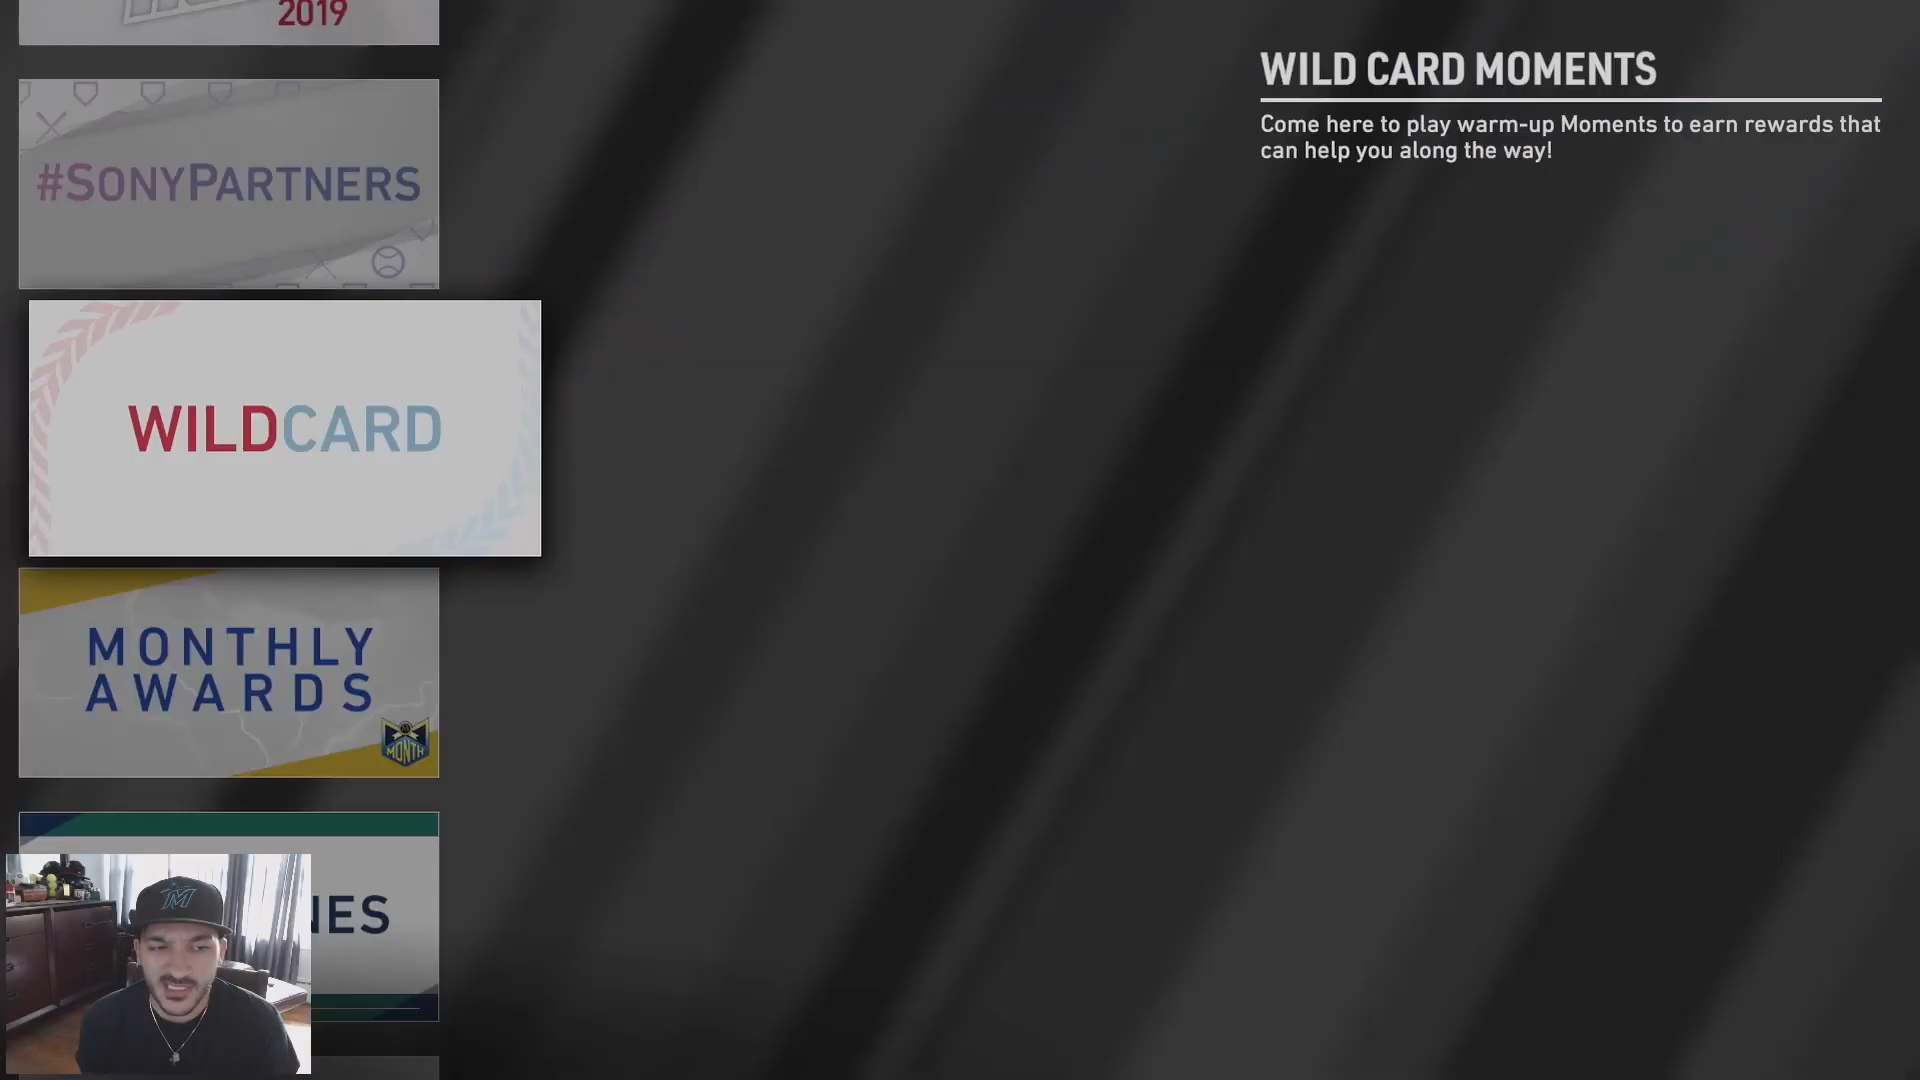 2019
#SONYPARTNERS
WILDCARD
MONTHLY
AWARDS
MONTH
WILD CARD MOMENTS
Come here to play warm-up Moments to earn rewards that
can help you along the way!